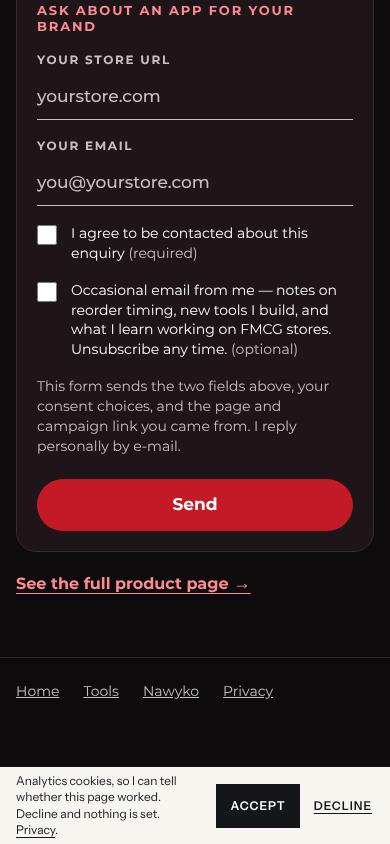 ASK ABOUT AN APP FOR YOUR
BRAND
YOUR STORE URL
yourstore.com
YOUR EMAIL
you@yourstore.com
I agree to be contacted about this
enquiry (required)
Occasional email from me — notes on
reorder timing, new tools I build, and
what I learn working on FMCG stores.
Unsubscribe any time. (optional)
This form sends the two fields above, your
consent choices, and the page and
campaign link you came from. I reply
personally by e-mail.
Send
See the full product page →
Home Tools Nawyko Privacy
Analytics cookies, so I can tell
whether this page worked.
Decline and nothing is set.
Privacy.
ACCEPT DECLINE